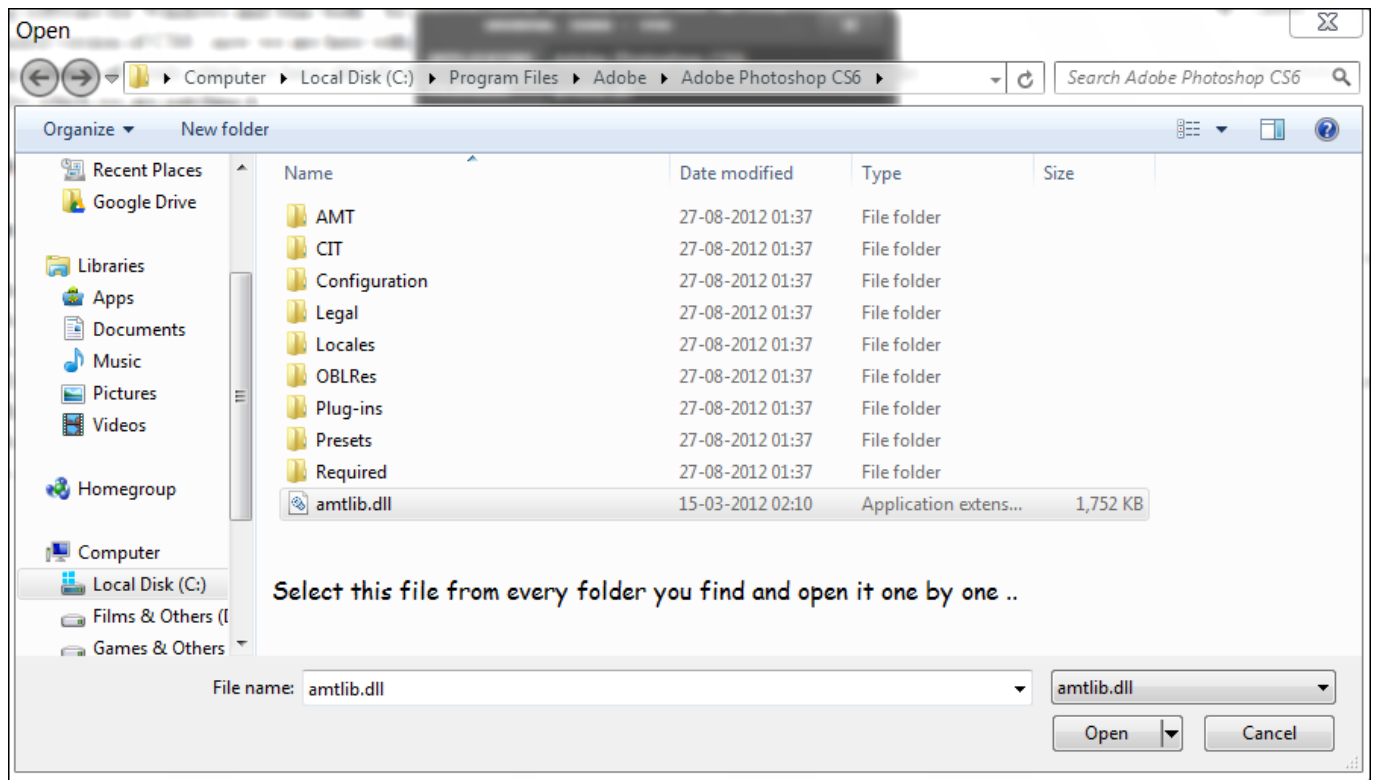 Open
Computer Local Disk (C:) Program Files Adobe Adobe Photoshop CS6
Search Adobe Photoshop CS6
Organize New folder
Recent Places
Google Drive
Libraries
Apps
Documents
Music
Pictures
Videos
Homegroup
Computer
Local Disk (C:)
Films & Others (
Games & Others
Name Date modified Type Size
AMT 27-08-2012 01:37 File folder
CIT 27-08-2012 01:37 File folder
Configuration 27-08-2012 01:37 File folder
Legal 27-08-2012 01:37 File folder
Locales 27-08-2012 01:37 File folder
OBLRes 27-08-2012 01:37 File folder
Plug-ins 27-08-2012 01:37 File folder
Presets 27-08-2012 01:37 File folder
Required 27-08-2012 01:37 File folder
amtlib.dll 15-03-2012 02:10 Application extens... 1,752 KB
Select this file from every folder you find and open it one by one ..
File name: amtlib.dll amtlib.dll
Open Cancel